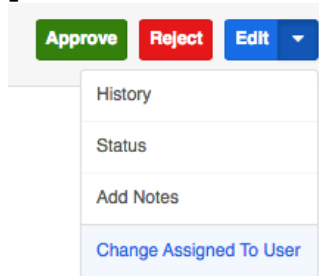 Approve Reject Edit
History
Status
Add Notes
Change Assigned To User